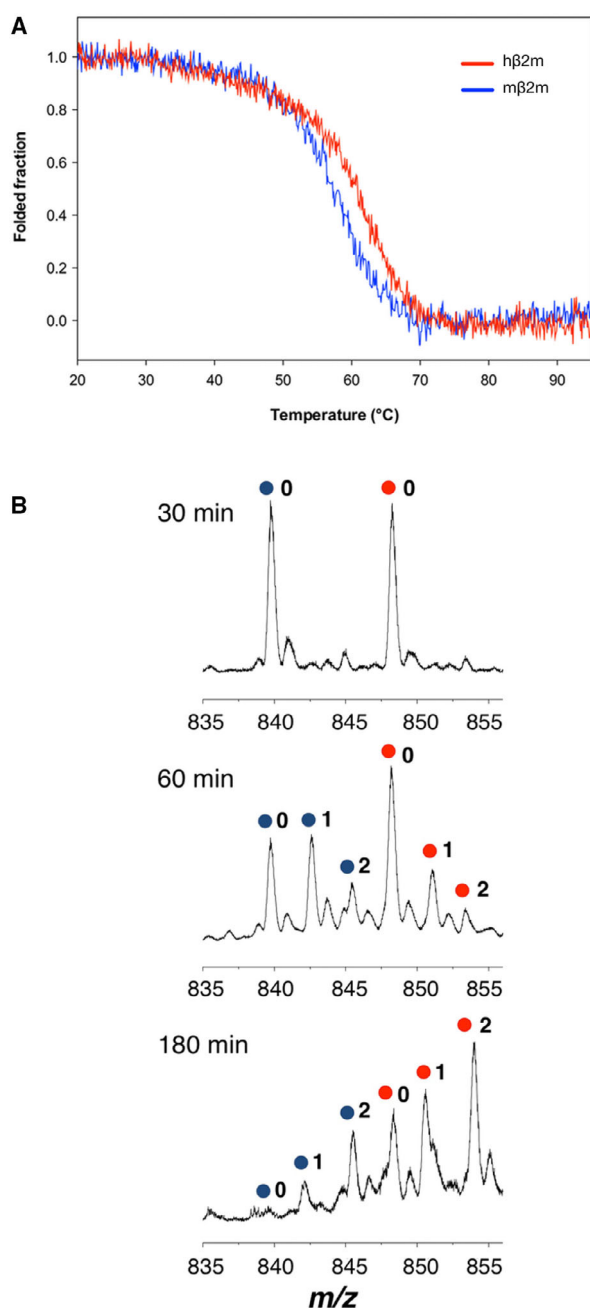 A
hβ2m
mβ2m
Folded fraction
1.0
0.8
0.6
0.4
0.2
0.0
20 30 40 50 60 70 80 90
Temperature (°C)
B
30 min
0 0
835 840 845 850 855
60 min
0 1 2 0 1 2
835 840 845 850 855
180 min
0 1 2 0 1 2
835 840 845 850 855
m/z